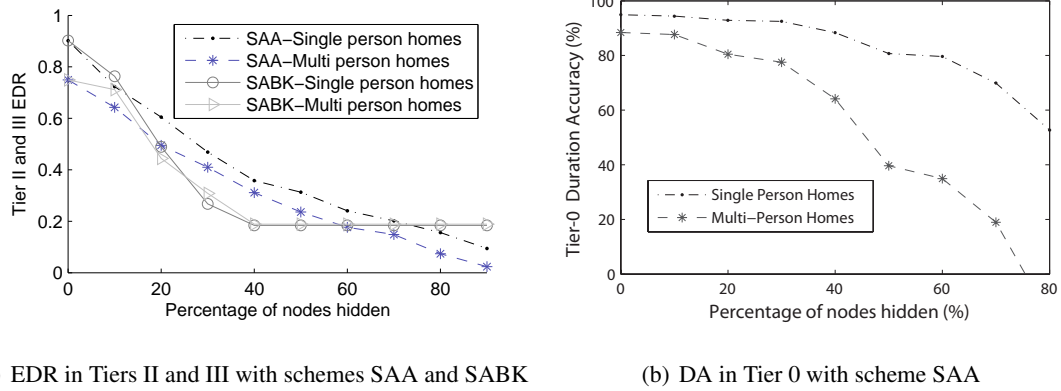 1
0.8
0.6
0.4
0.2
0
Tier II and III EDR
SAA−Single person homes
SAA−Multi person homes
SABK−Single person homes
SABK−Multi person homes
0 20 40 60 80
Percentage of nodes hidden
EDR in Tiers II and III with schemes SAA and SABK
100
80
60
40
20
0
Tier-0 Duration Accuracy (%)
Single Person Homes
Multi−Person Homes
0 20 40 60 80
Percentage of nodes hidden (%)
(b) DA in Tier 0 with scheme SAA